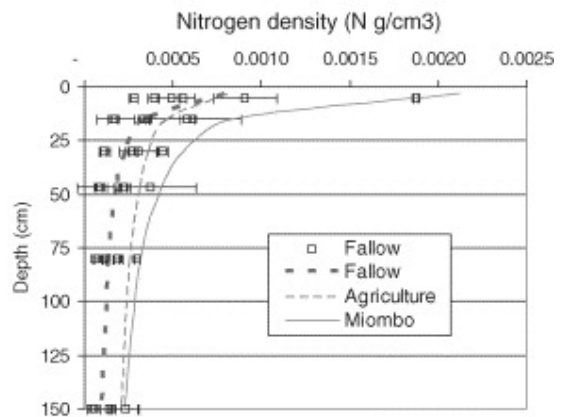 Nitrogen density (N g/cm3)
- 0.0005 0.0010 0.0015 0.0020 0.0025
0
25
50
75
100
125
150
Depth (cm)
Fallow
Fallow
Agriculture
Miombo